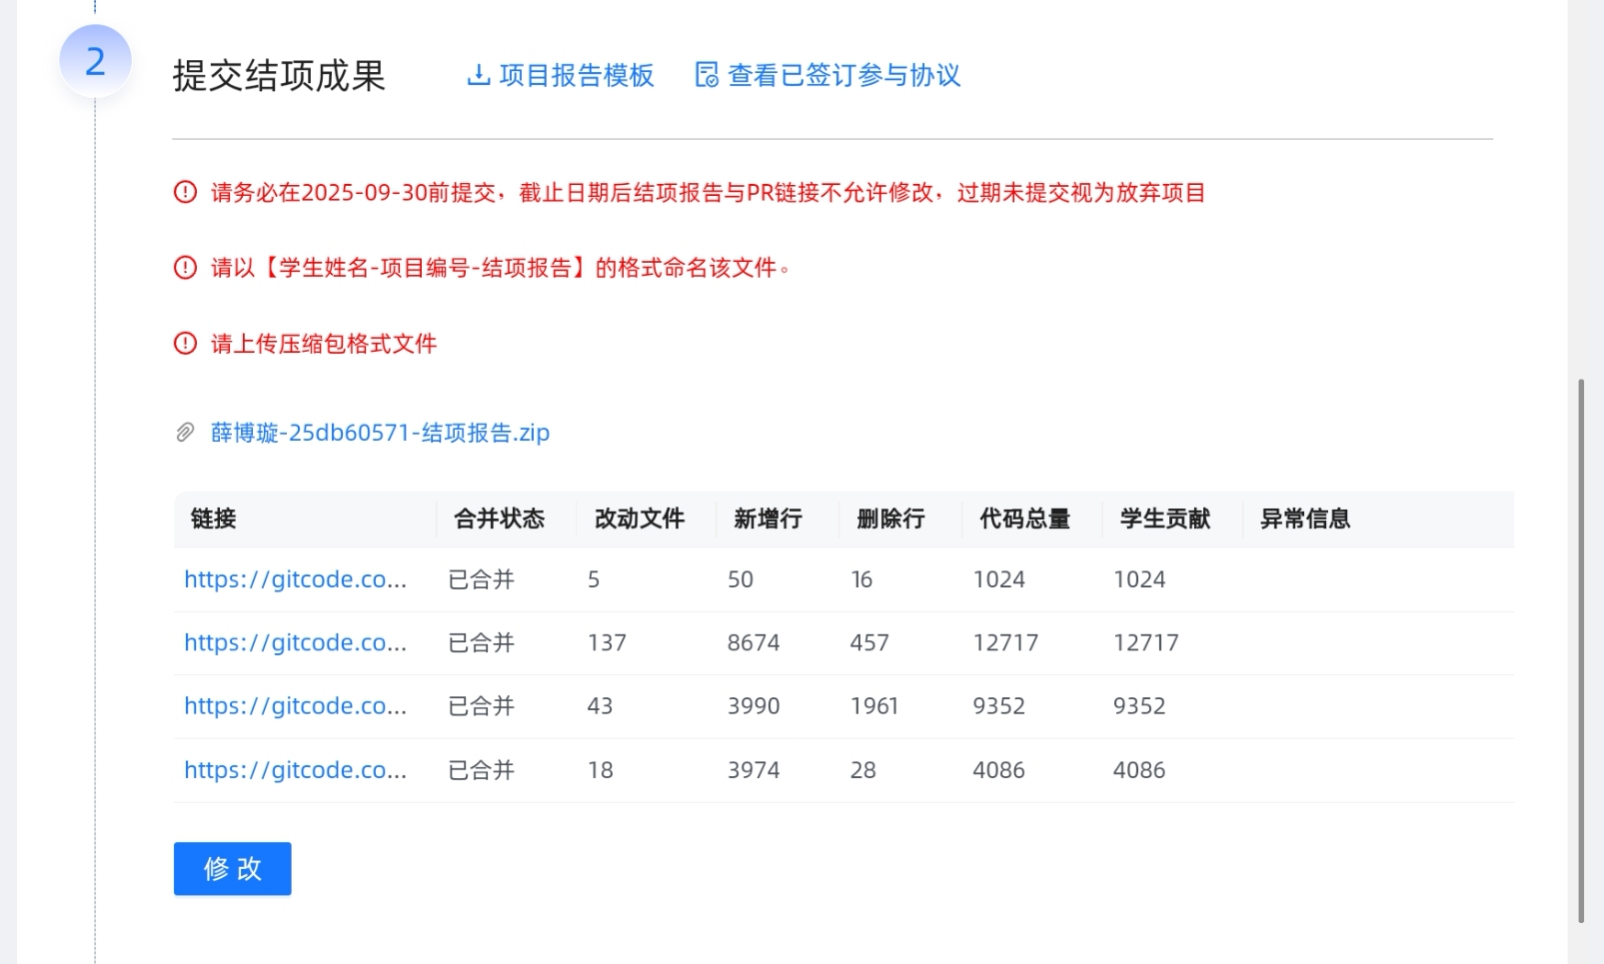 2
提交结项成果 项目报告模板 查看已签订参与协议
请务必在2025-09-30前提交，截止日期后结项报告与PR链接不允许修改，过期未提交视为放弃项目
请以【学生姓名-项目编号-结项报告】的格式命名该文件。
请上传压缩包格式文件
薛博璇-25db60571-结项报告.zip
链接 合并状态 改动文件 新增行 删除行 代码总量 学生贡献 异常信息
https://gitcode.co... 已合并 5 50 16 1024 1024
https://gitcode.co... 已合并 137 8674 457 12717 12717
https://gitcode.co... 已合并 43 3990 1961 9352 9352
https://gitcode.co... 已合并 18 3974 28 4086 4086
修改